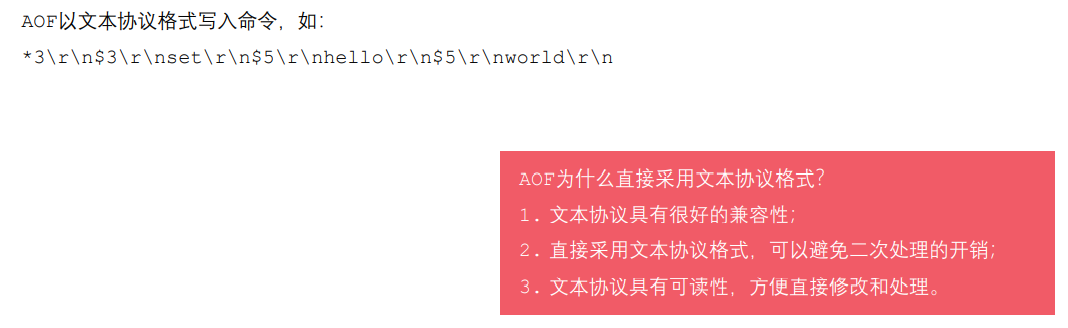 AOF以文本协议格式写入命令，如：
*3\r\n$3\r\nset\r\n$5\r\nhello\r\n$5\r\nworld\r\n
AOF为什么直接采用文本协议格式？
1. 文本协议具有很好的兼容性；
2. 直接采用文本协议格式，可以避免二次处理的开销；
3. 文本协议具有可读性，方便直接修改和处理。